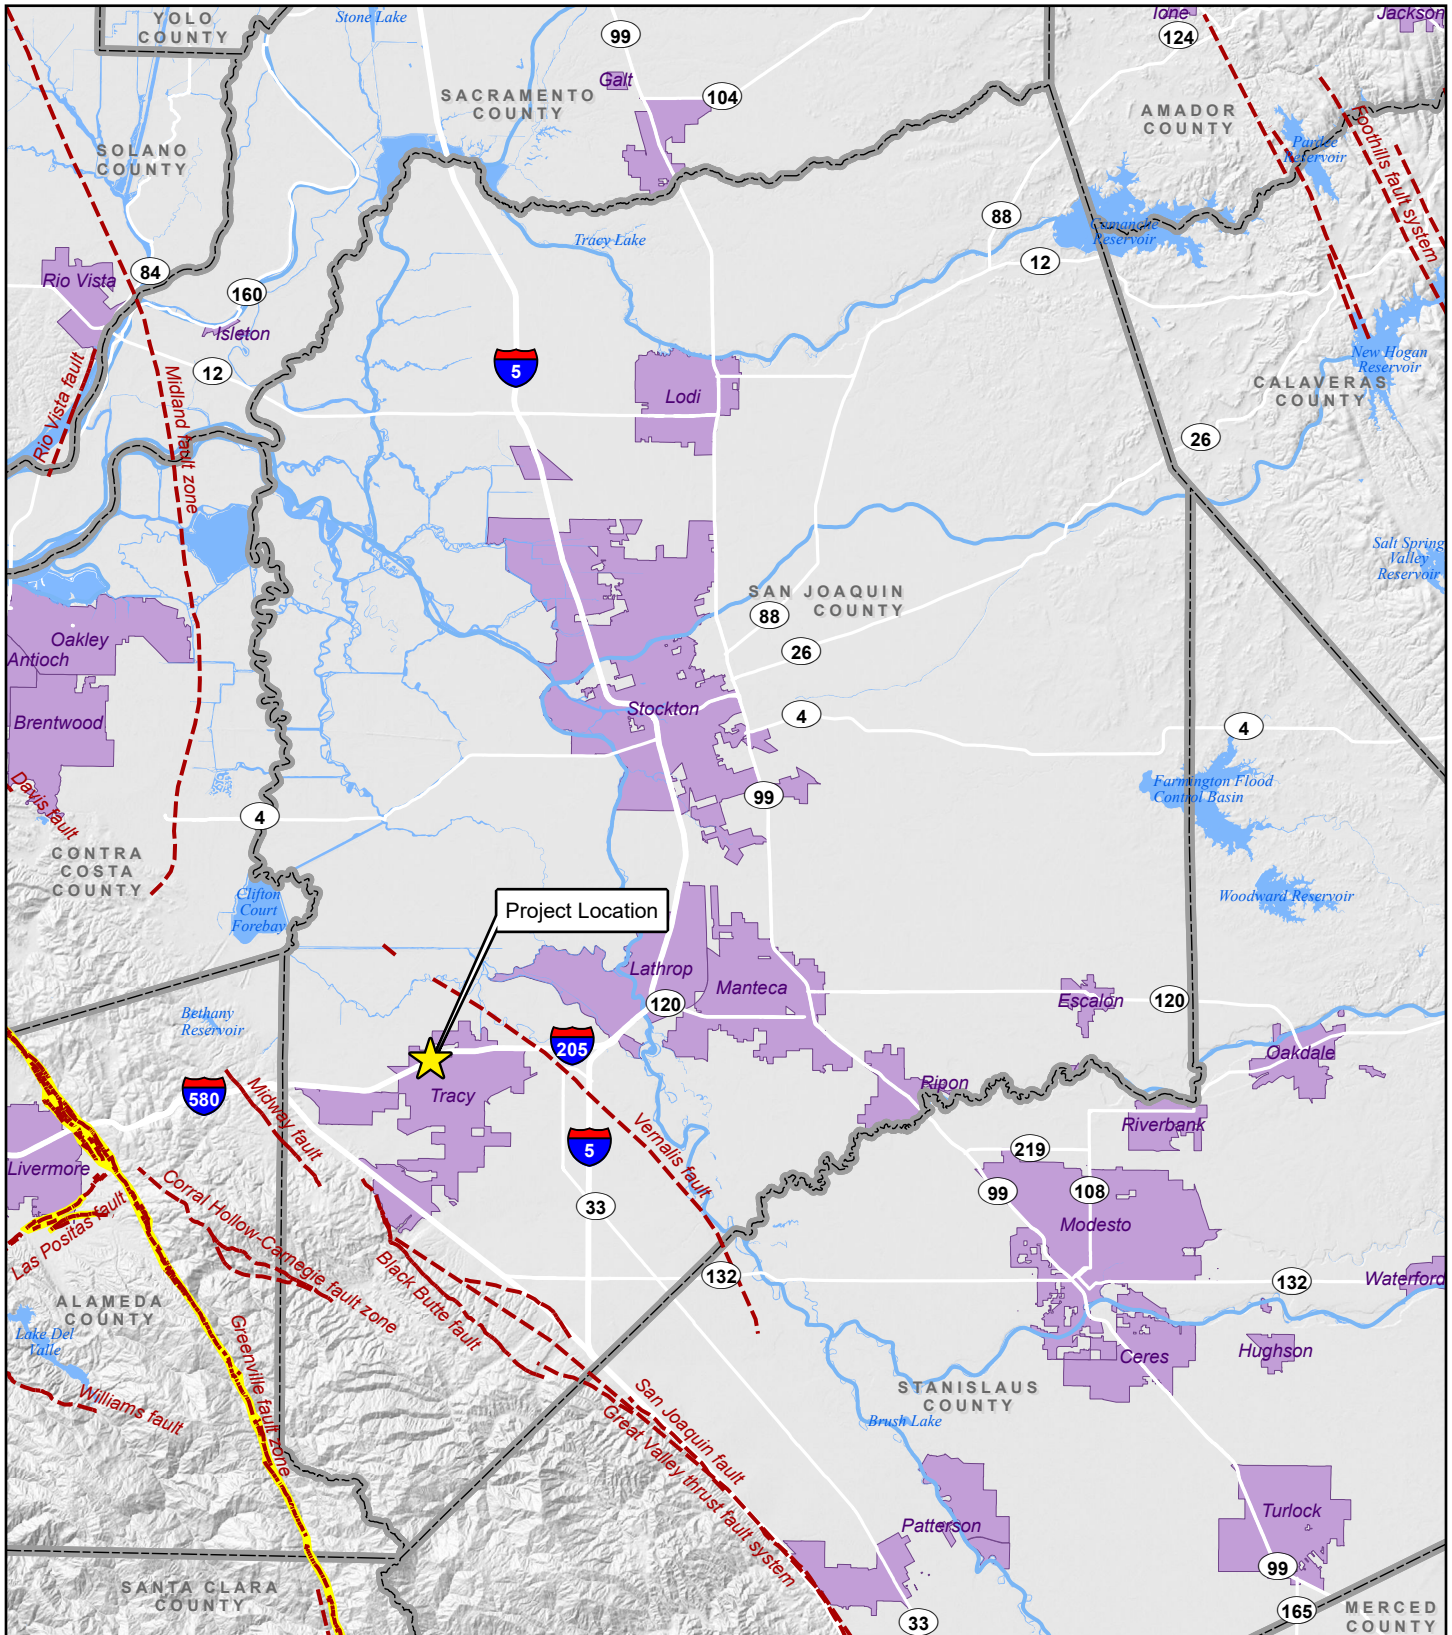 YOLO
COUNTY
Stone Lake
99
Ione
124
Jackson
Galt
104
SACRAMENTO
COUNTY
AMADOR
COUNTY
SOLANO
COUNTY
Pardee
Reservoir
Foothills fault system
88
Camanche
Reservoir
Tracy Lake
12
Rio Vista
84
160
Isleton
12
Rio Vista fault
Midland fault zone
5
Lodi
New Hogan
Reservoir
CALAVERAS
COUNTY
26
Salt Spring
Valley
Reservoir
SAN JOAQUIN
COUNTY
88
26
Oakley
Antioch
Brentwood
Stockton
4
4
Davis fault
99
Farmington Flood
Control Basin
4
CONTRA
COSTA
COUNTY
Clifton
Court
Forebay
Woodward Reservoir
Project Location
Lathrop
Manteca
120
Escalon
120
Bethany
Reservoir
205
Oakdale
580
Midway fault
Tracy
Ripon
Riverbank
5
Vernalis fault
219
Livermore
Las Positas fault
Corral Hollow-Carnegie fault zone
33
99
108
Modesto
Black Butte fault
132
132
Waterford
ALAMEDA
COUNTY
Lake Del
Valle
Greenville fault zone
Williams fault
Ceres
Hughson
STANISLAUS
COUNTY
Brush Lake
San Joaquin fault
Great Valley thrust fault system
Patterson
Turlock
99
SANTA CLARA
COUNTY
33
165
MERCED
COUNTY